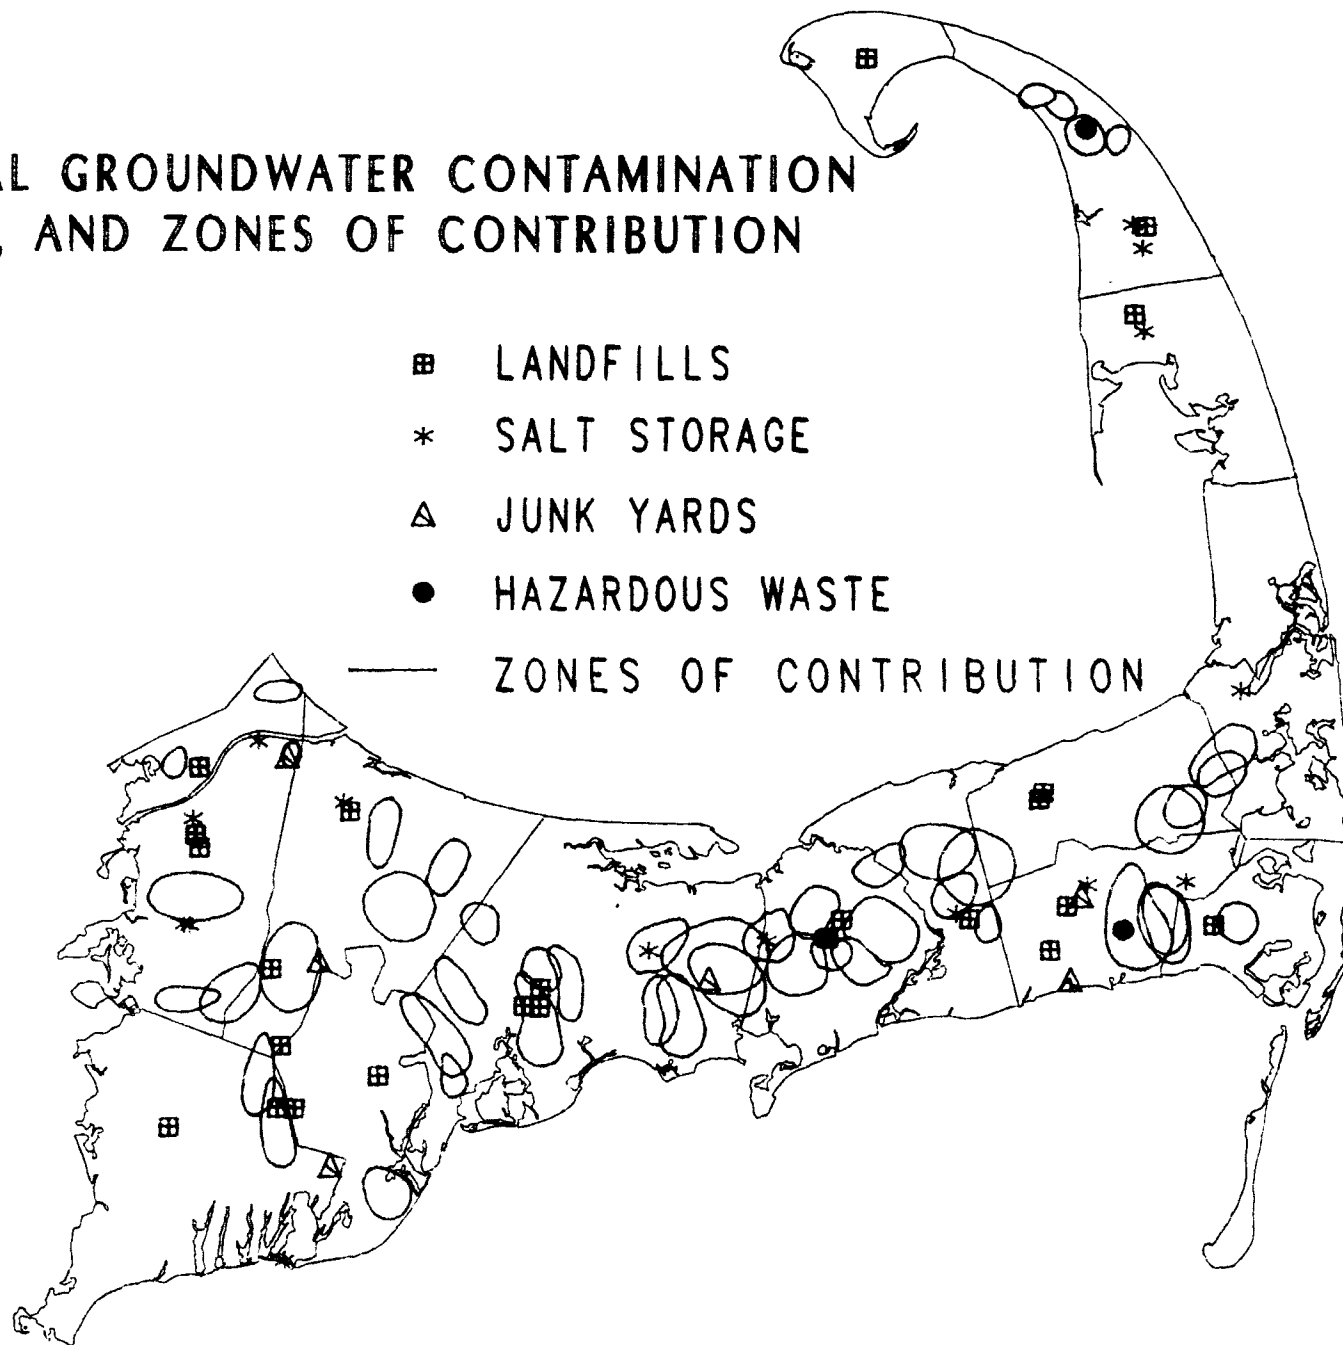 GROUNDWATER CONTAMINATION
, AND ZONES OF CONTRIBUTION
LANDFILLS
SALT STORAGE
JUNK YARDS
HAZARDOUS WASTE
ZONES OF CONTRIBUTION